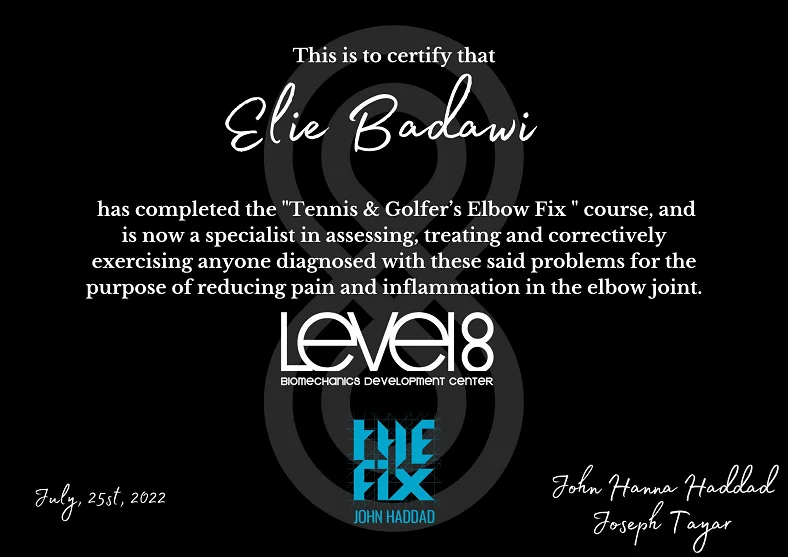 This is to certify that
Elie Badawi
has completed the "Tennis & Golfer’s Elbow Fix " course, and
is now a specialist in assessing, treating and correctively
exercising anyone diagnosed with these said problems for the
purpose of reducing pain and inflammation in the elbow joint.
Level8
BIOMECHANICS DEVELOPMENT CENTER
THE
FIX
JOHN HADDAD
July, 25st, 2022
John Hanna Haddad
Joseph Tayar